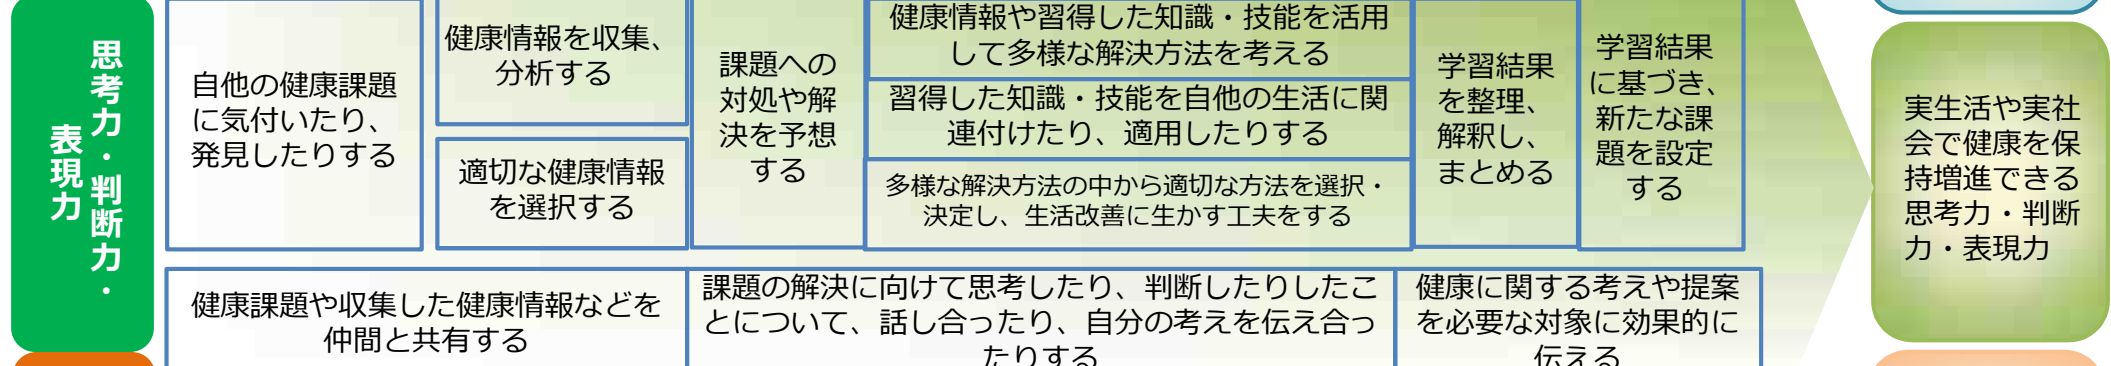 思考力・判断力・
表現力
自他の健康課題
に気付いたり、
発見したりする
健康情報を収集、
分析する
適切な健康情報
を選択する
課題への
対処や解
決を予想
する
健康情報や習得した知識・技能を活用
して多様な解決方法を考える
習得した知識・技能を自他の生活に関
連付けたり、適用したりする
多様な解決方法の中から適切な方法を選択・
決定し、生活改善に生かす工夫をする
学習結果
を整理、
解釈し、
まとめる
学習結果
に基づき、
新たな課
題を設定
する
健康課題や収集した健康情報などを
仲間と共有する
課題の解決に向けて思考したり、判断したりしたこ
とについて、話し合ったり、自分の考えを伝え合っ
たりする
健康に関する考えや提案
を必要な対象に効果的に
伝える
実生活や実社
会で健康を保
持増進できる
思考力・判断
力・表現力